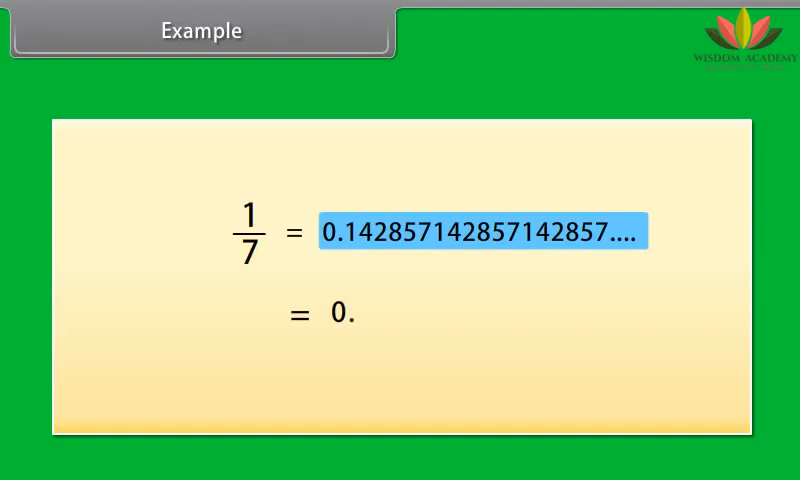 Example
WISDOM ACADEMY
1/7 = 0.142857142857142857....
= 0.